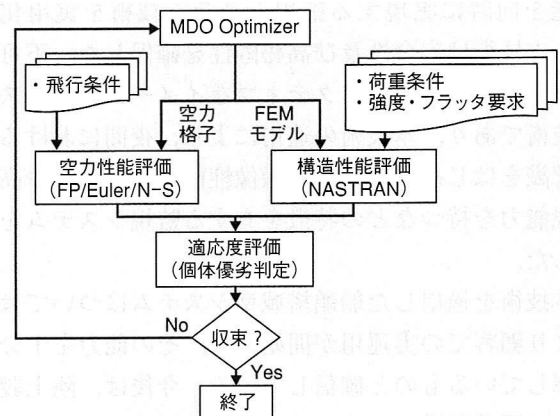 MDO Optimizer
・飛行条件
・荷重条件
・強度・フラッタ要求
空力
格子
FEM
モデル
空力性能評価
(FP/Euler/N-S)
構造性能評価
(NASTRAN)
適応度評価
(個体優劣判定)
No
収束?
Yes
終了